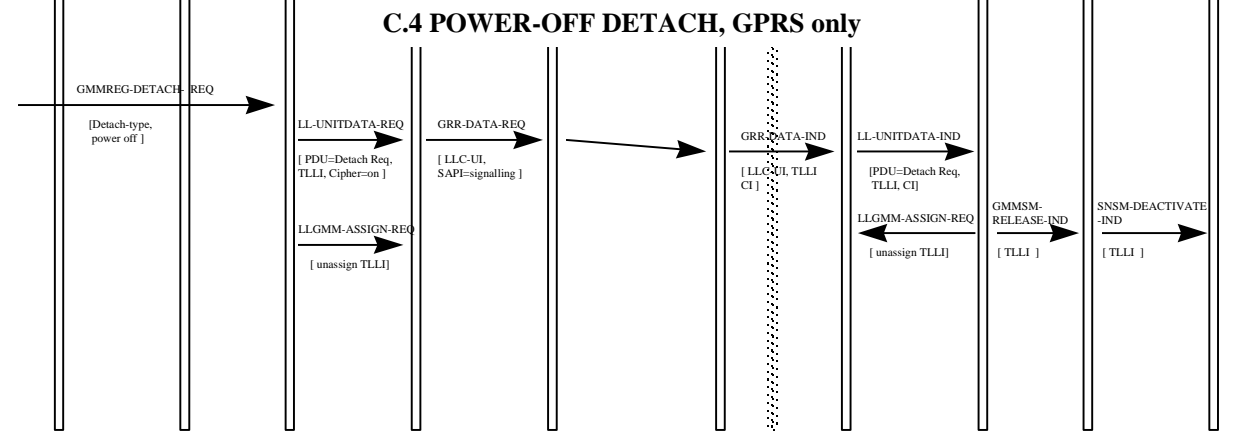 C.4 POWER-OFF DETACH, GPRS only
GMMREG-DETACH- REQ
[Detach-type,
power off ]
LL-UNITDATA-REQ
[ PDU=Detach Req,
TLLI, Cipher=on ]
GRR-DATA-REQ
[ LLC-UI,
SAPI=signalling ]
GRR-DATA-IND
[ LLC-UI, TLLI
CI ]
LL-UNITDATA-IND
[PDU=Detach Req,
TLLI, CI]
LLGMM-ASSIGN-REQ
[ unassign TLLI]
LLGMM-ASSIGN-REQ
[ unassign TLLI]
GMMSM-
RELEASE-IND
[ TLLI ]
SNSM-DEACTIVATE
-IND
[ TLLI ]